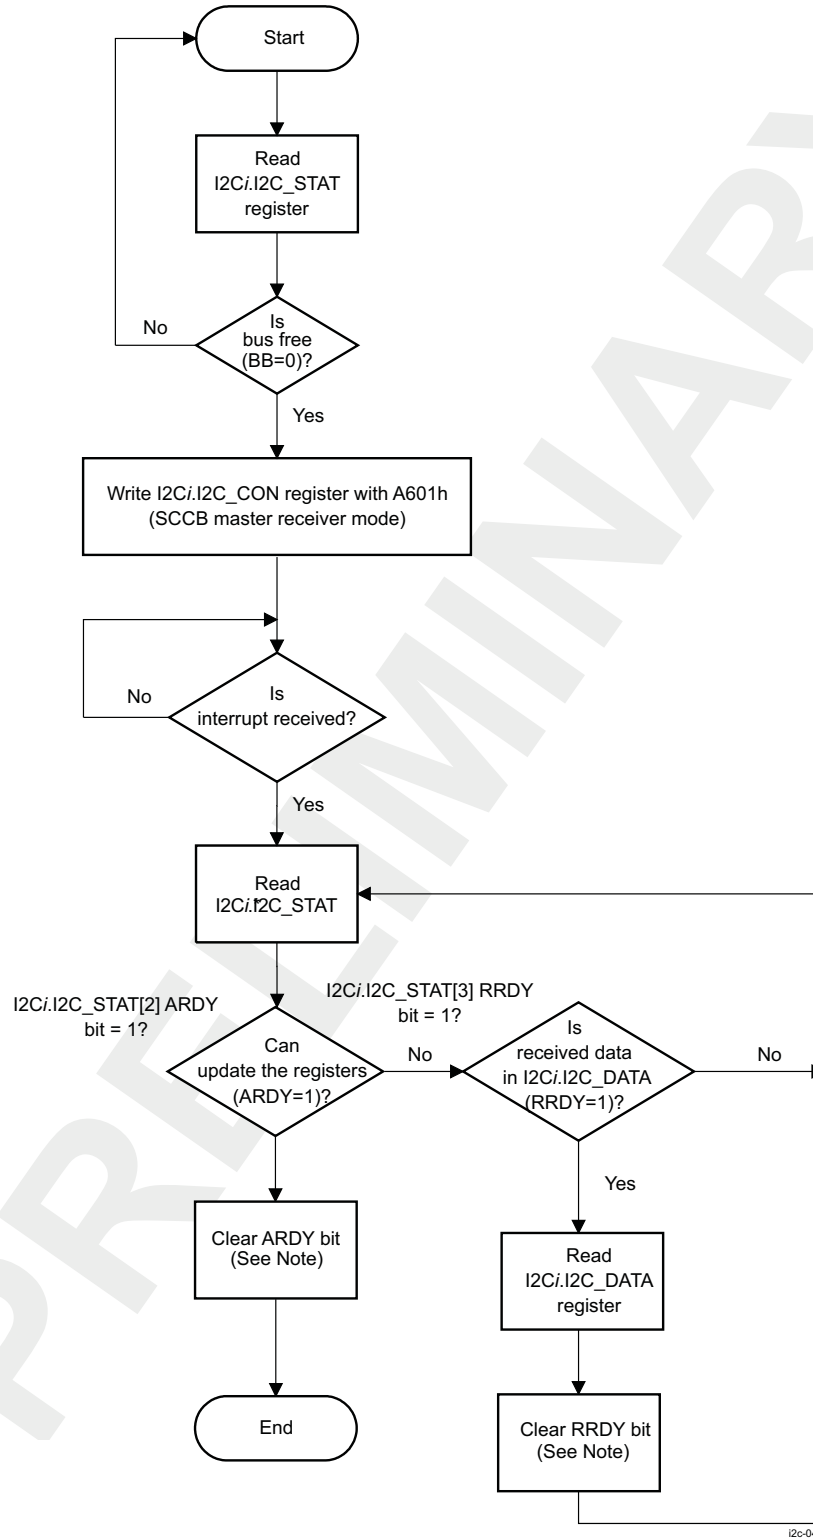 Start
Read
I2Ci.I2C_STAT
register
Is
bus free
(BB=0)?
No
Yes
Write I2Ci.I2C_CON register with A601h
(SCCB master receiver mode)
Is
interrupt received?
No
Yes
Read
I2Ci.I2C_STAT
I2Ci.I2C_STAT[2] ARDY
bit = 1?
I2Ci.I2C_STAT[3] RRDY
bit = 1?
Can
update the registers
(ARDY=1)?
No
Is
received data
in I2Ci.I2C_DATA
(RRDY=1)?
No
Yes
Clear ARDY bit
(See Note)
Read
I2Ci.I2C_DATA
register
End
Clear RRDY bit
(See Note)
PRELIMINARY